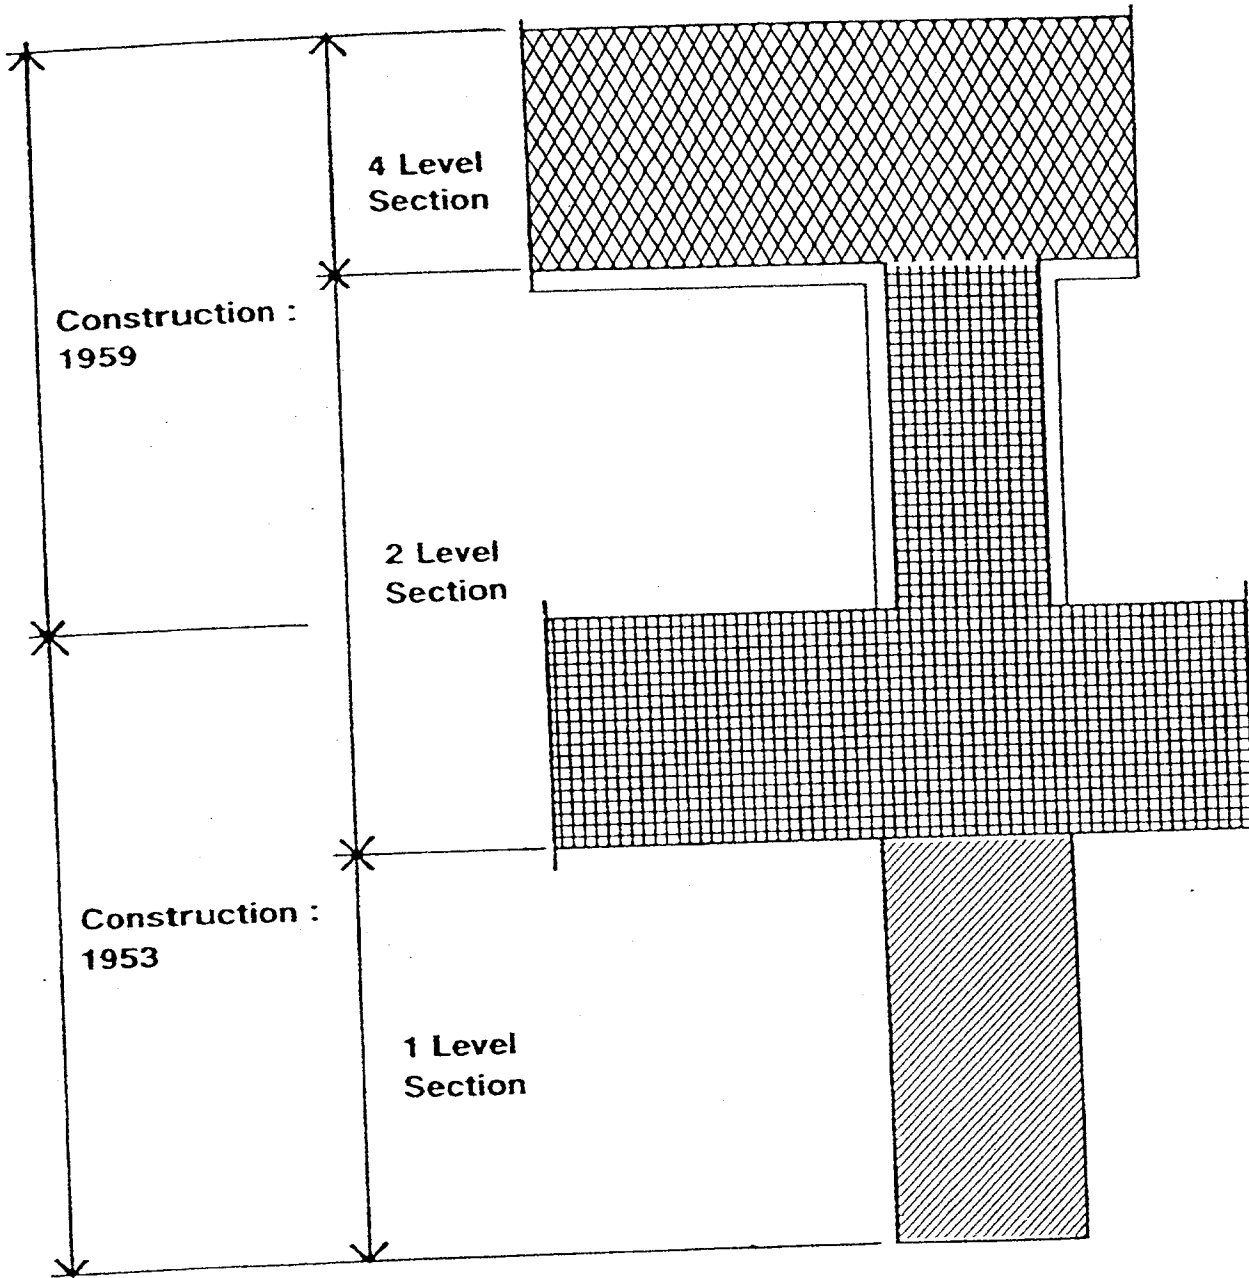 4 Level
Section
Construction :
1959
2 Level
Section
Construction :
1953
1 Level
Section